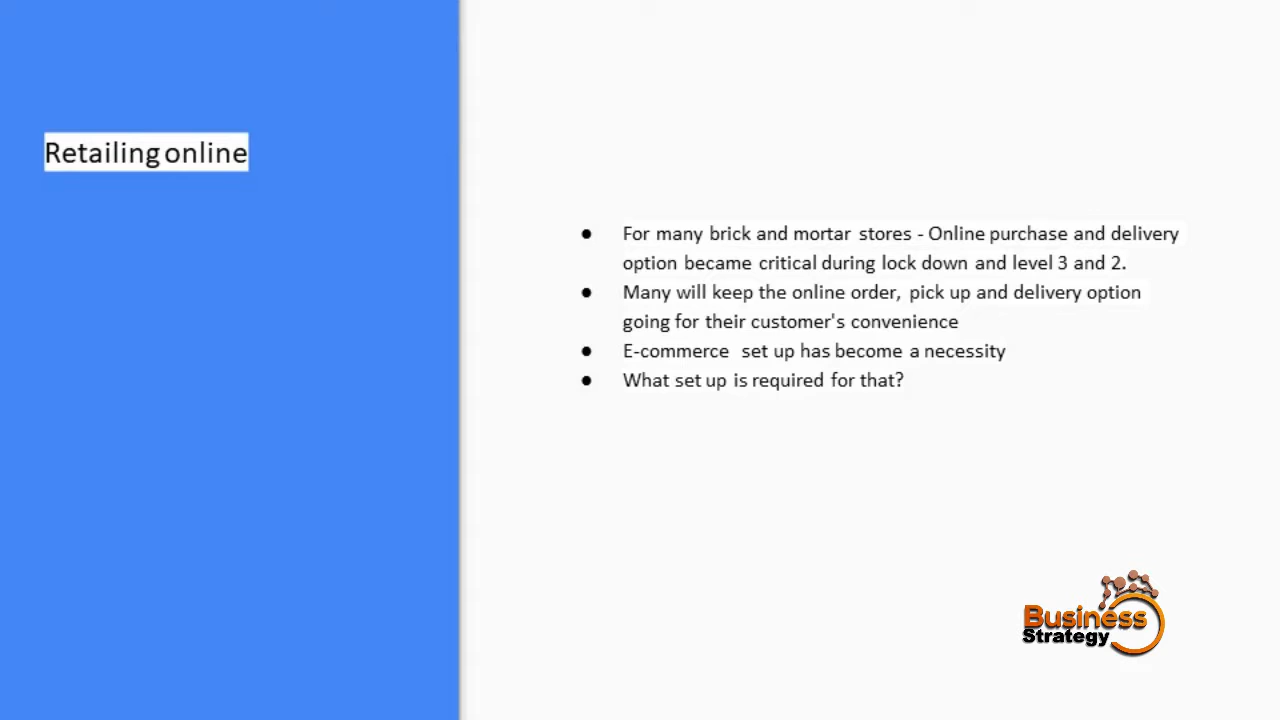 Retailing online
● For many brick and mortar stores - Online purchase and delivery
option became critical during lock down and level 3 and 2.
● Many will keep the online order, pick up and delivery option
going for their customer's convenience
● E-commerce set up has become a necessity
● What set up is required for that?
Business
Strategy